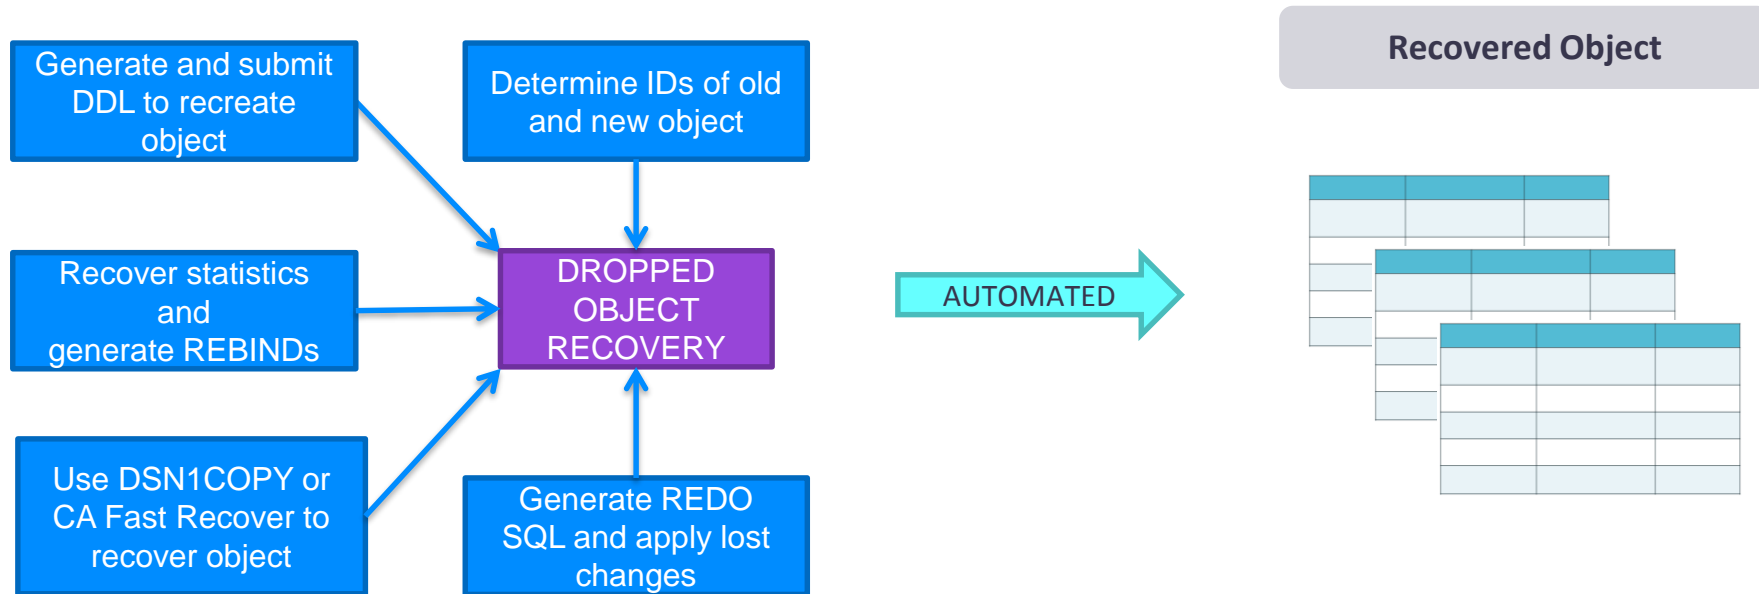 Generate and submit
DDL to recreate
object
Determine IDs of old
and new object
Recovered Object
Recover statistics
and
generate REBINDs
DROPPED
OBJECT
RECOVERY
AUTOMATED
Use DSN1COPY or
CA Fast Recover to
recover object
Generate REDO
SQL and apply lost
changes